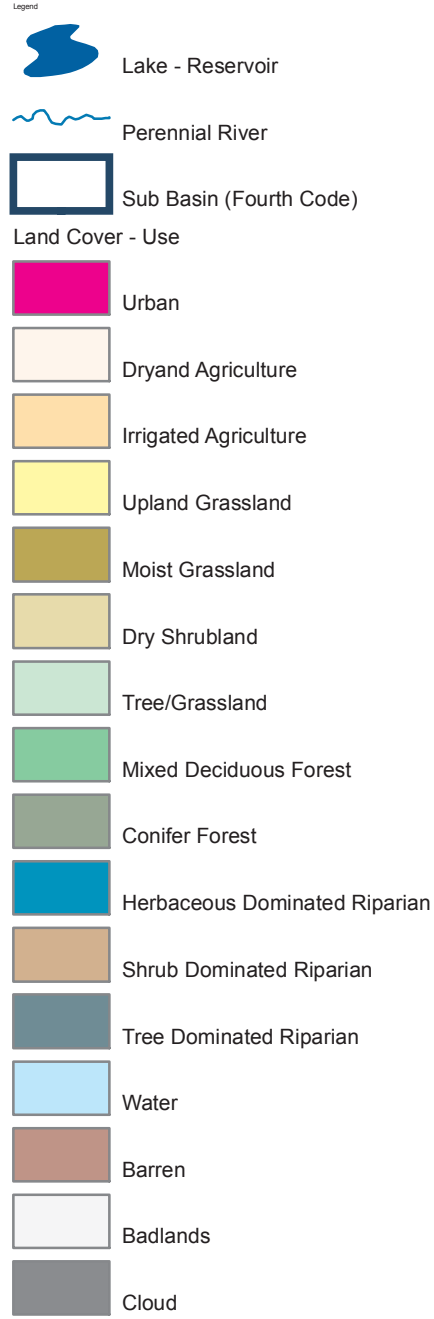 Legend
Lake - Reservoir
Perennial River
Sub Basin (Fourth Code)
Land Cover - Use
Urban
Dryand Agriculture
Irrigated Agriculture
Upland Grassland
Moist Grassland
Dry Shrubland
Tree/Grassland
Mixed Deciduous Forest
Conifer Forest
Herbaceous Dominated Riparian
Shrub Dominated Riparian
Tree Dominated Riparian
Water
Barren
Badlands
Cloud